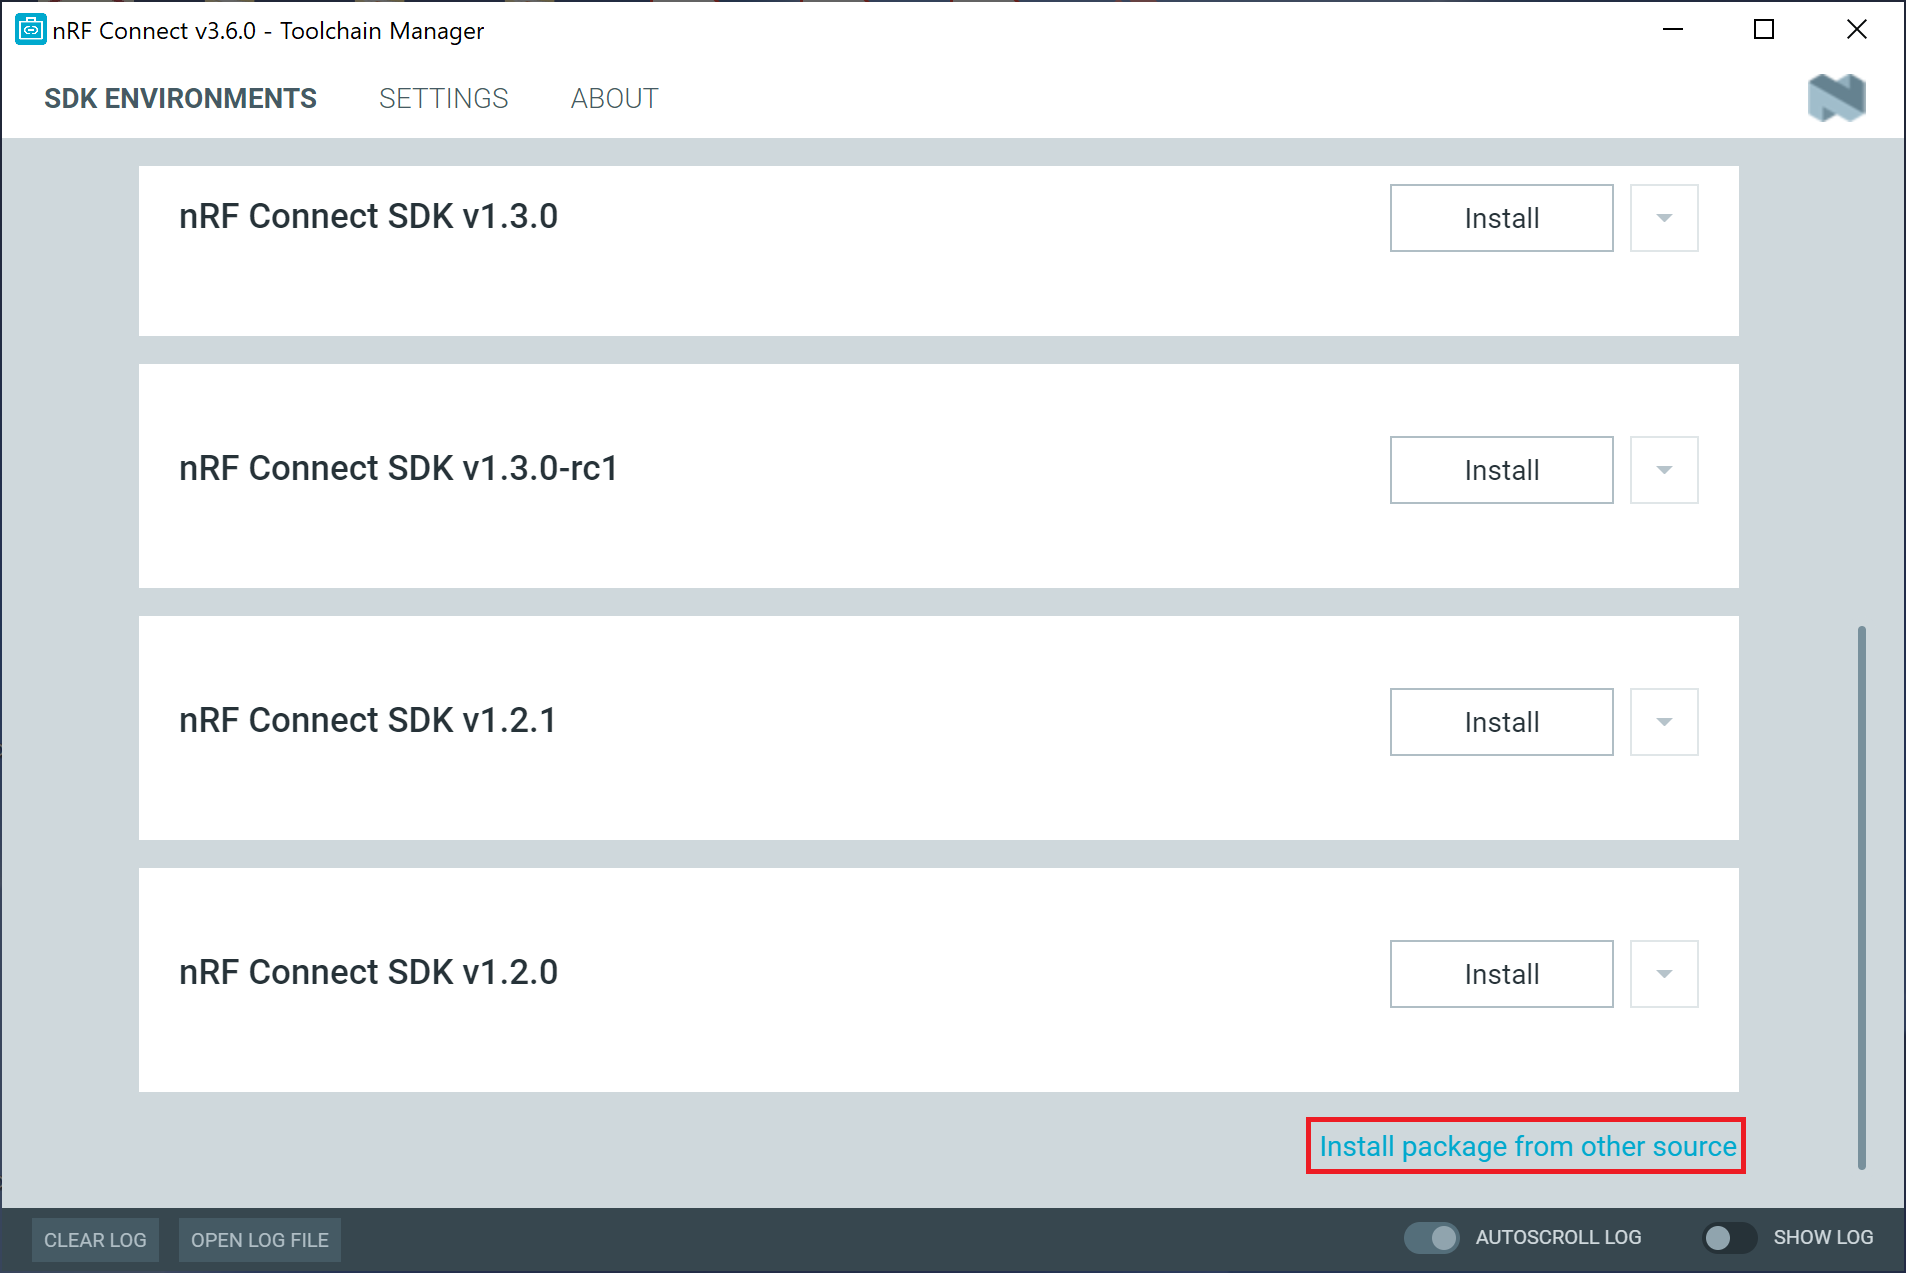 nRF Connect v3.6.0 - Toolchain Manager
SDK ENVIRONMENTS SETTINGS ABOUT
nRF Connect SDK v1.3.0 Install
nRF Connect SDK v1.3.0-rc1 Install
nRF Connect SDK v1.2.1 Install
nRF Connect SDK v1.2.0 Install
Install package from other source
CLEAR LOG OPEN LOG FILE AUTOSCROLL LOG SHOW LOG